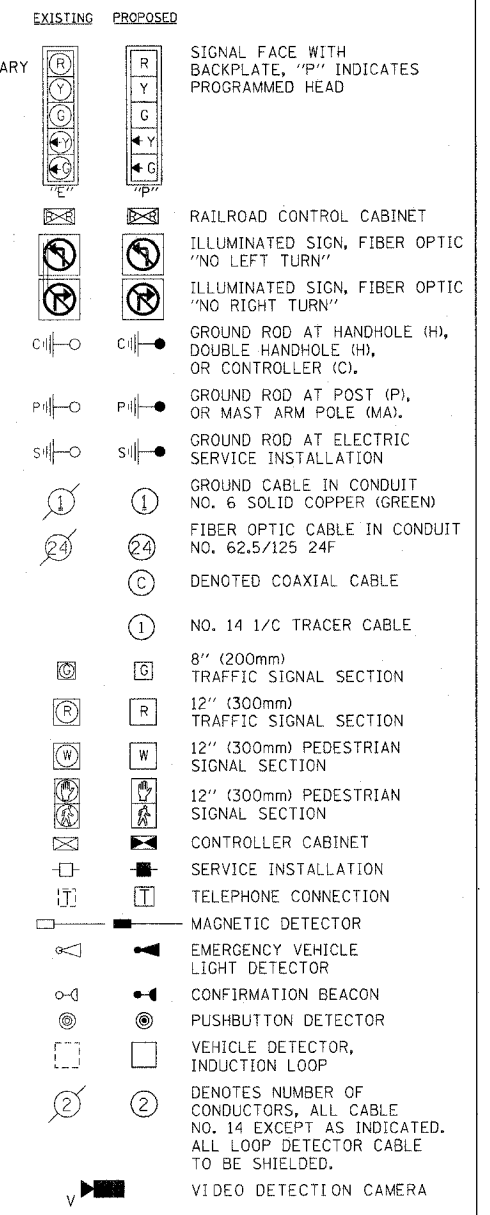 EXISTING PROPOSED
ARY
R R SIGNAL FACE WITH
Y Y BACKPLATE, "P" INDICATES
G G PROGRAMMED HEAD
Y Y
G G
"E" "P"
RAILROAD CONTROL CABINET
ILLUMINATED SIGN, FIBER OPTIC
"NO LEFT TURN"
ILLUMINATED SIGN, FIBER OPTIC
"NO RIGHT TURN"
C C GROUND ROD AT HANDHOLE (H),
DOUBLE HANDHOLE (H),
OR CONTROLLER (C).
P P GROUND ROD AT POST (P),
OR MAST ARM POLE (MA).
S S GROUND ROD AT ELECTRIC
SERVICE INSTALLATION
1 1 GROUND CABLE IN CONDUIT
NO. 6 SOLID COPPER (GREEN)
24 24 FIBER OPTIC CABLE IN CONDUIT
NO. 62.5/125 24F
C DENOTED COAXIAL CABLE
1 NO. 14 1/C TRACER CABLE
G G 8" (200mm)
TRAFFIC SIGNAL SECTION
R R 12" (300mm)
TRAFFIC SIGNAL SECTION
W W 12" (300mm) PEDESTRIAN
SIGNAL SECTION
12" (300mm) PEDESTRIAN
SIGNAL SECTION
CONTROLLER CABINET
SERVICE INSTALLATION
T T TELEPHONE CONNECTION
MAGNETIC DETECTOR
EMERGENCY VEHICLE
LIGHT DETECTOR
CONFIRMATION BEACON
PUSHBUTTON DETECTOR
VEHICLE DETECTOR,
INDUCTION LOOP
2 2 DENOTES NUMBER OF
CONDUCTORS, ALL CABLE
NO. 14 EXCEPT AS INDICATED.
ALL LOOP DETECTOR CABLE
TO BE SHIELDED.
V VIDEO DETECTION CAMERA